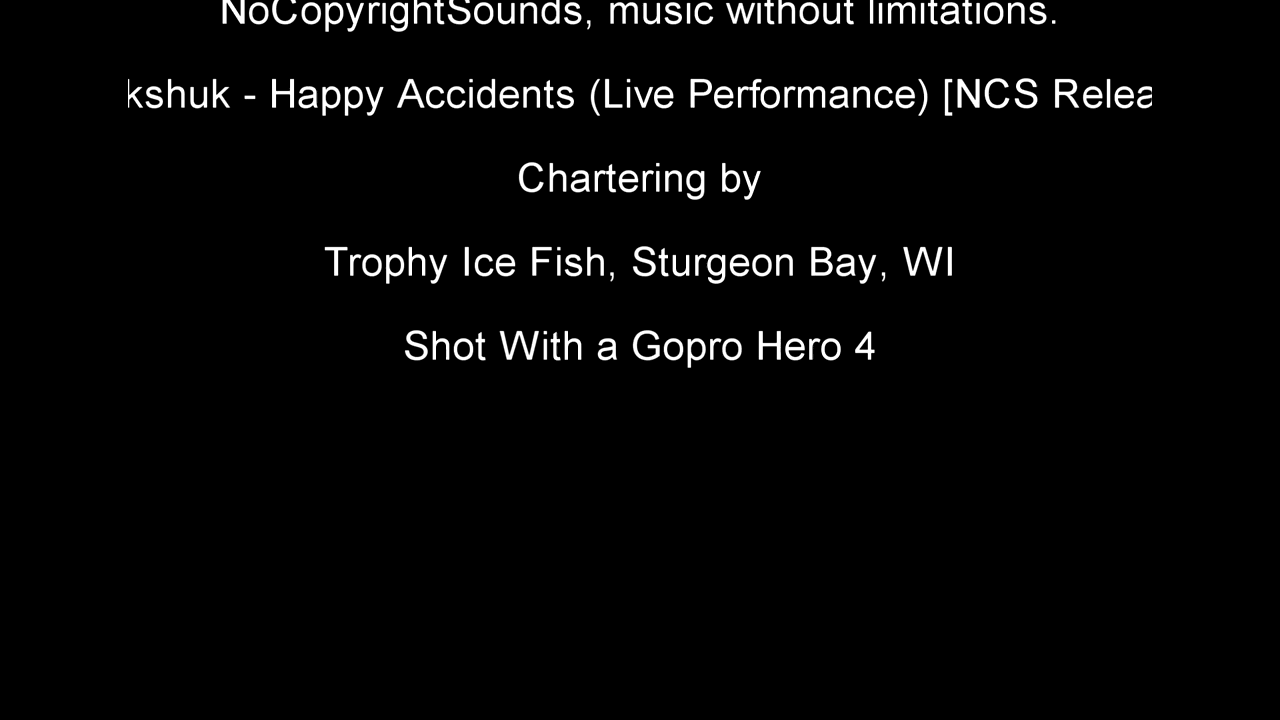 NoCopyrightSounds, music without limitations.
kshuk - Happy Accidents (Live Performance) [NCS Relea
Chartering by
Trophy Ice Fish, Sturgeon Bay, WI
Shot With a Gopro Hero 4